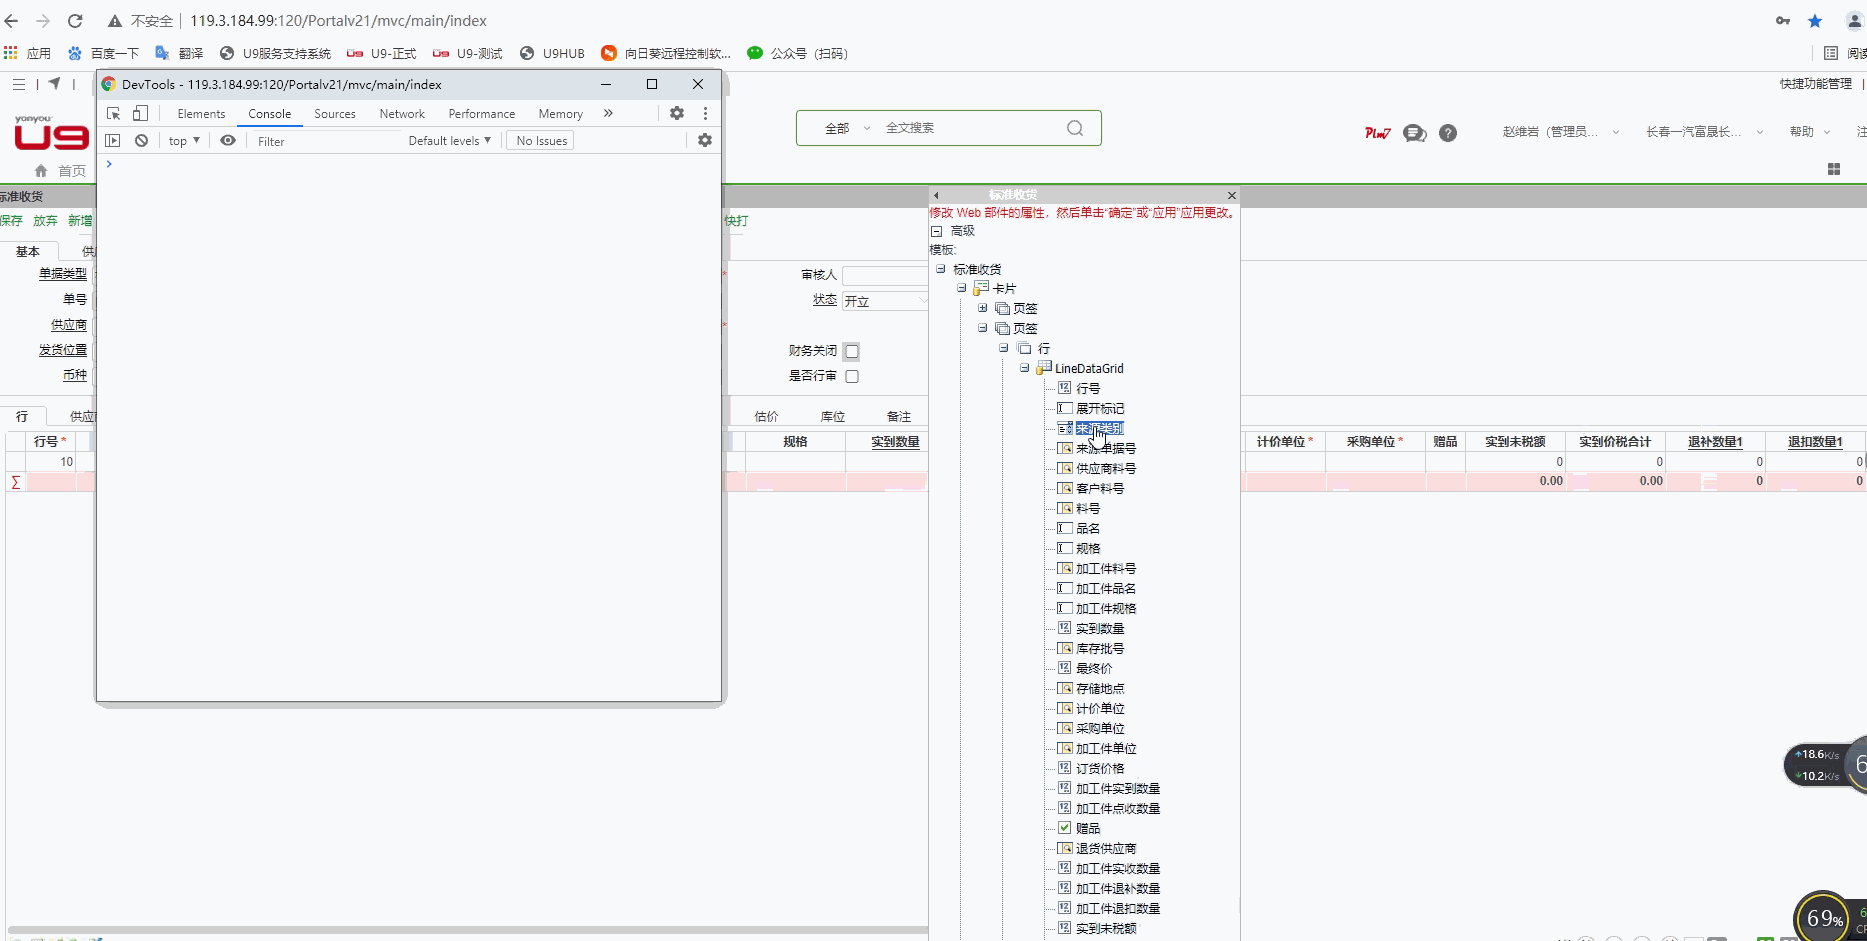 不安全 119.3.184.99:120/Portalv21/mvc/main/index
应用 百度一下 翻译 U9服务支持系统 U9-正式 U9-测试 U9HUB 向日葵远程控制软... 公众号（扫码）
快捷功能管理
DevTools - 119.3.184.99:120/Portalv21/mvc/main/index
Elements Console Sources Network Performance Memory
top Filter Default levels No Issues
yonyou
U9
全部 全文搜索
Plm7 赵维岩（管理员... 长春一汽富晟长... 帮助
首页
标准收货
保存 放弃 新增
快打
基本
单据类型
单号
供应商
发货位置
币种
审核人
状态 开立
财务关闭
是否行审
行
估价 库位 备注
行号* 规格 实到数量 计价单位* 采购单位* 赠品 实到未税额 实到价税合计 退补数量1 退扣数量1
10 0 0 0 0
Σ 0.00 0.00 0 0
标准收货
修改 Web 部件的属性，然后单击“确定”或“应用”应用更改。
高级
模板:
标准收货
卡片
页签
页签
行
LineDataGrid
行号
展开标记
来源类别
来源单据号
供应商料号
客户料号
料号
品名
规格
加工件料号
加工件品名
加工件规格
实到数量
库存批号
最终价
存储地点
计价单位
采购单位
加工件单位
订货价格
加工件实到数量
加工件点收数量
赠品
退货供应商
加工件实收数量
加工件退补数量
加工件退扣数量
实到未税额
18.6K/s
10.2K/s
69%